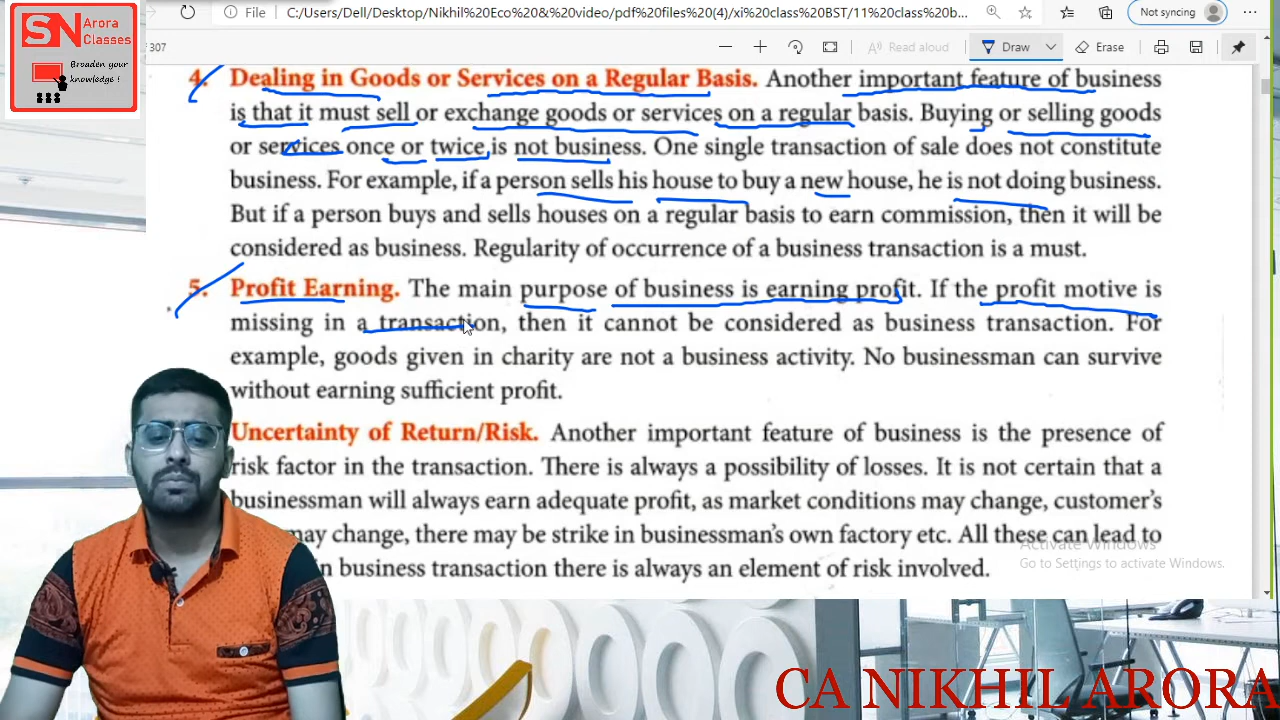 SN Arora Classes
Broaden your
knowledge !
File
C:/Users/Dell/Desktop/Nikhil%20Eco%20&%20video/pdf%20files%20(4)/xi%20class%20BST/11%20class%20b...
Not syncing
307
Read aloud
Draw
Erase
4. Dealing in Goods or Services on a Regular Basis. Another important feature of business
is that it must sell or exchange goods or services on a regular basis. Buying or selling goods
or services once or twice is not business. One single transaction of sale does not constitute
business. For example, if a person sells his house to buy a new house, he is not doing business.
But if a person buys and sells houses on a regular basis to earn commission, then it will be
considered as business. Regularity of occurrence of a business transaction is a must.
5. Profit Earning. The main purpose of business is earning profit. If the profit motive is
missing in a transaction, then it cannot be considered as business transaction. For
example, goods given in charity are not a business activity. No businessman can survive
without earning sufficient profit.
Uncertainty of Return/Risk. Another important feature of business is the presence of
risk factor in the transaction. There is always a possibility of losses. It is not certain that a
businessman will always earn adequate profit, as market conditions may change, customer's
may change, there may be strike in businessman's own factory etc. All these can lead to
in business transaction there is always an element of risk involved.
Activate Windows
Go to Settings to activate Windows.
CA NIKHIL ARORA